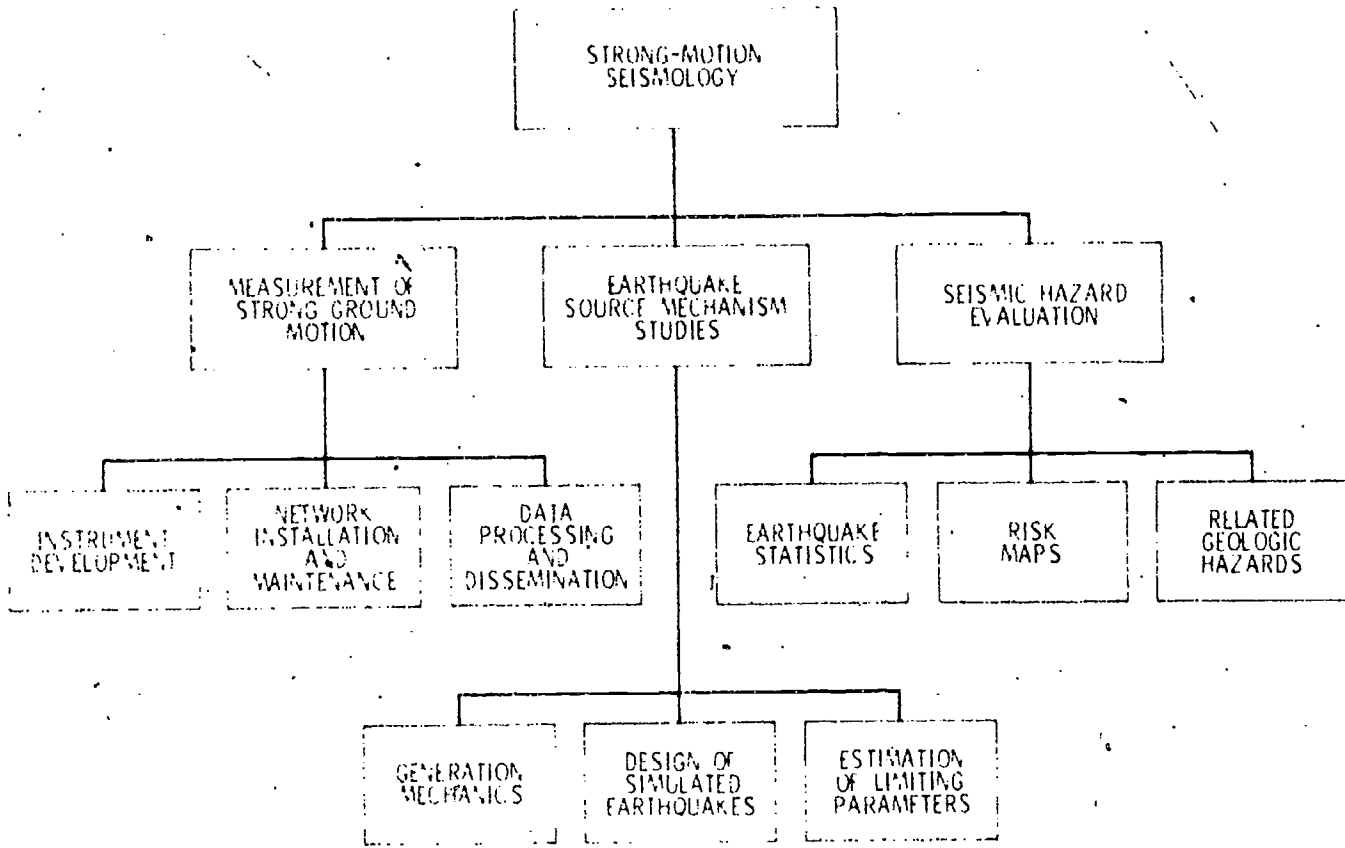 STRONG-MOTION
SEISMOLOGY
MEASUREMENT OF
STRONG GROUND
MOTION
EARTHQUAKE
SOURCE MECHANISM
STUDIES
SEISMIC HAZARD
EVALUATION
INSTRUMENT
DEVELOPMENT
NETWORK
INSTALLATION
AND
MAINTENANCE
DATA
PROCESSING
AND
DISSEMINATION
EARTHQUAKE
STATISTICS
RISK
MAPS
RELATED
GEOLOGIC
HAZARDS
GENERATION
MECHANICS
DESIGN OF
SIMULATED
EARTHQUAKES
ESTIMATION
OF LIMITING
PARAMETERS